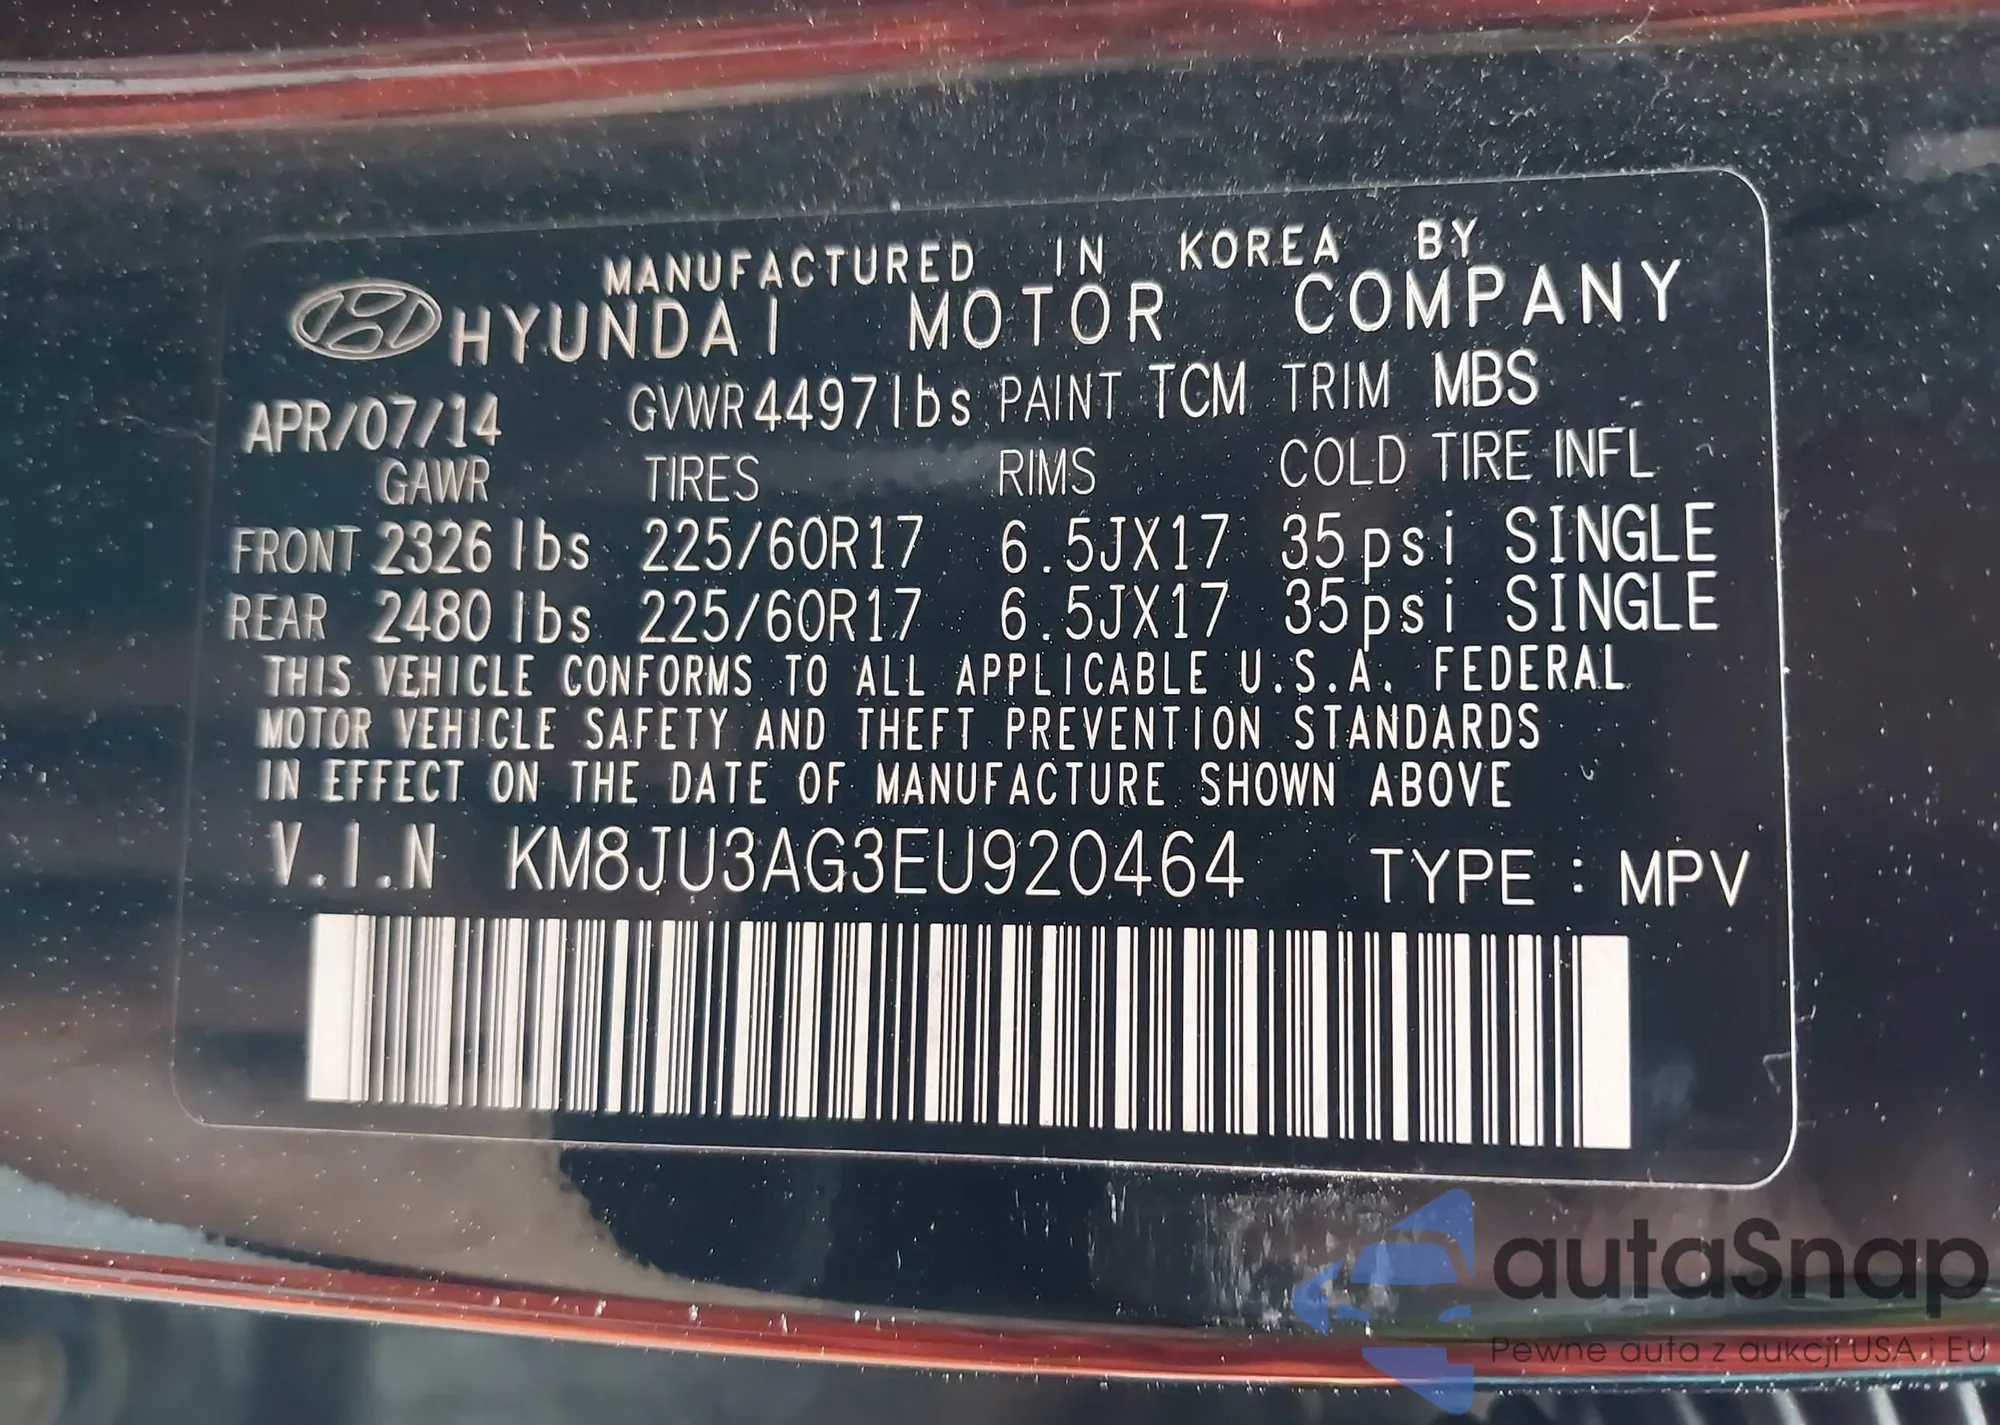 MANUFACTURED IN KOREA BY
HYUNDAI MOTOR COMPANY
APR/07/14 GVWR 4497lbs PAINT TCM TRIM MBS
GAWR TIRES RIMS COLD TIRE INFL
FRONT 2326 lbs 225/60R17 6.5JX17 35psi SINGLE
REAR 2480 lbs 225/60R17 6.5JX17 35psi SINGLE
THIS VEHICLE CONFORMS TO ALL APPLICABLE U.S.A. FEDERAL
MOTOR VEHICLE SAFETY AND THEFT PREVENTION STANDARDS
IN EFFECT ON THE DATE OF MANUFACTURE SHOWN ABOVE
V.I.N KM8JU3AG3EU920464 TYPE : MPV
autaSnap
Pewne auta z aukcji USA i EU